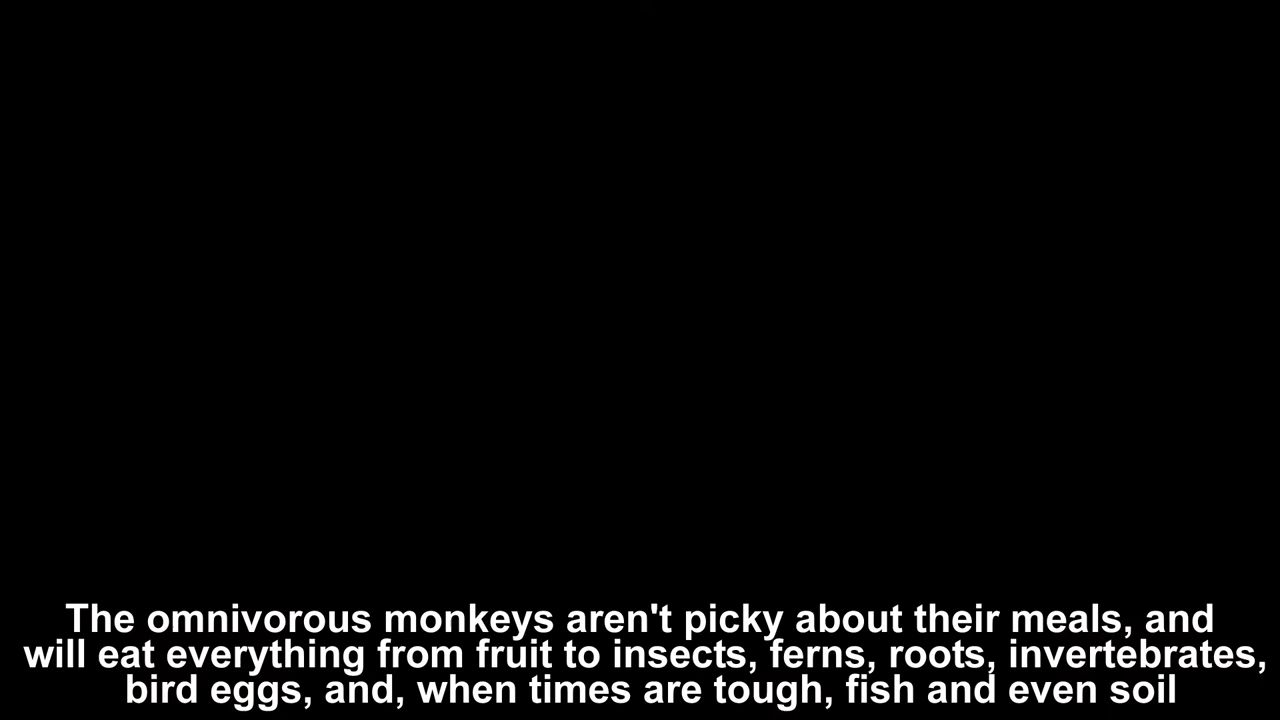 The omnivorous monkeys aren't picky about their meals, and
will eat everything from fruit to insects, ferns, roots, invertebrates,
bird eggs, and, when times are tough, fish and even soil